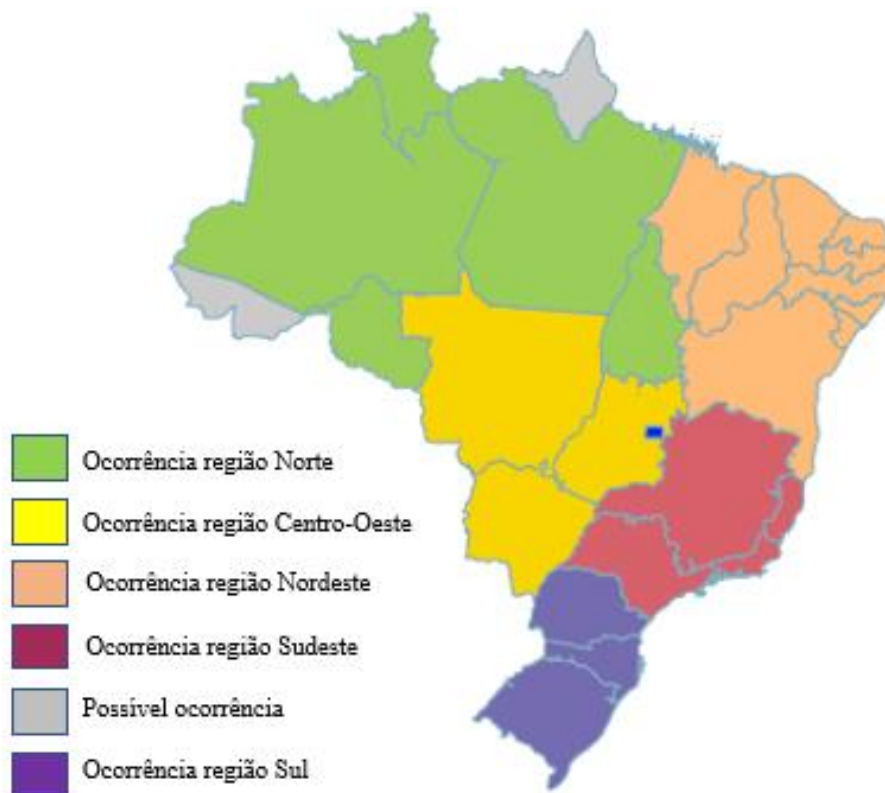 Ocorrência região Norte
Ocorrência região Centro-Oeste
Ocorrência região Nordeste
Ocorrência região Sudeste
Possível ocorrência
Ocorrência região Sul